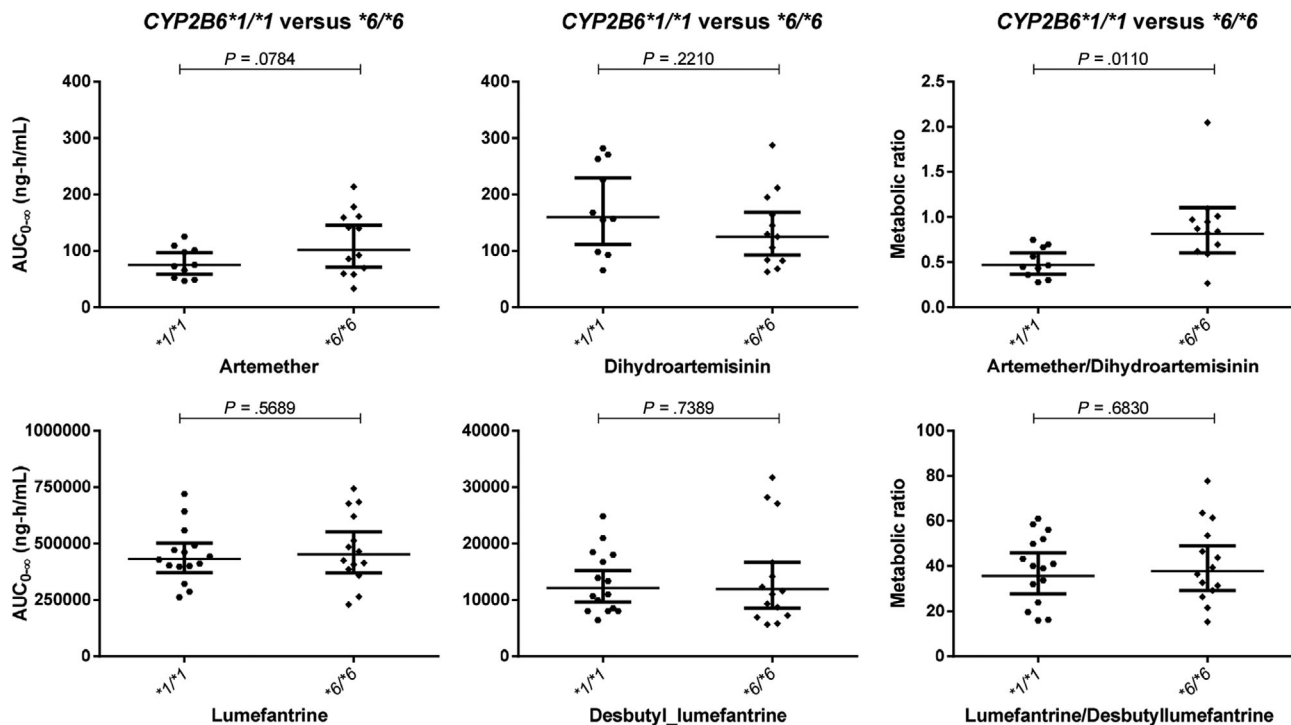 CYP2B6*1/*1 versus *6/*6
P = .0784
AUC0-∞ (ng-h/mL)
400
300
200
100
0
*1/*1
*6/*6
Artemether
CYP2B6*1/*1 versus *6/*6
P = .2210
400
300
200
100
0
*1/*1
*6/*6
Dihydroartemisinin
CYP2B6*1/*1 versus *6/*6
P = .0110
Metabolic ratio
2.5
2.0
1.5
1.0
0.5
0.0
*1/*1
*6/*6
Artemether/Dihydroartemisinin
P = .5689
AUC0-∞ (ng-h/mL)
1000000
750000
500000
250000
0
*1/*1
*6/*6
Lumefantrine
P = .7389
40000
30000
20000
10000
0
*1/*1
*6/*6
Desbutyl_lumefantrine
P = .6830
Metabolic ratio
100
80
60
40
20
0
*1/*1
*6/*6
Lumefantrine/Desbutyllumefantrine